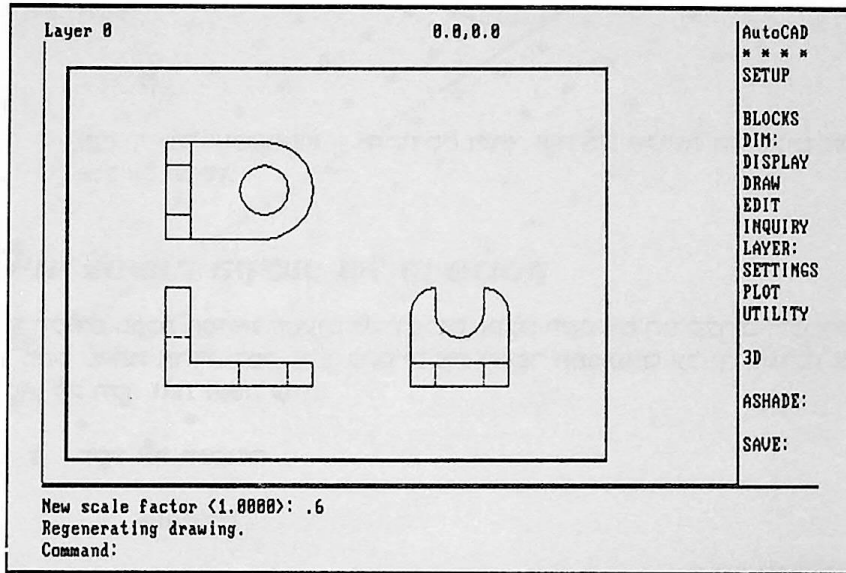 Layer 0
0.0,0.0
AutoCAD
* * * *
SETUP
BLOCKS
DIM:
DISPLAY
DRAW
EDIT
INQUIRY
LAYER:
SETTINGS
PLOT
UTILITY
3D
ASHADE:
SAVE:
New scale factor <1.0000>: .6
Regenerating drawing.
Command: